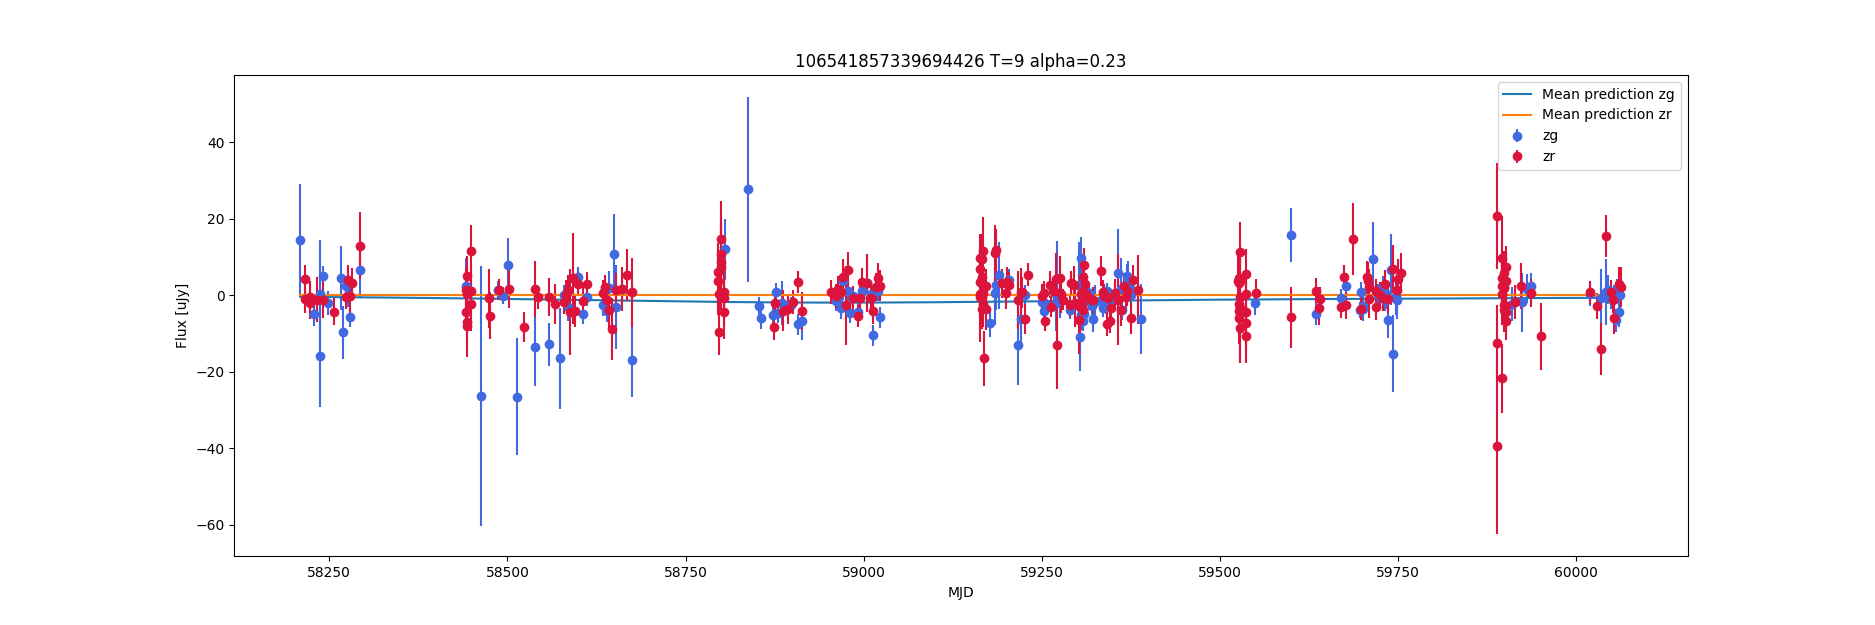 106541857339694426 T=9 alpha=0.23
Mean prediction zg
Mean prediction zr
zg
zr
Flux [uJy]
40
20
0
−20
−40
−60
58250 58500 58750 59000 59250 59500 59750 60000
MJD